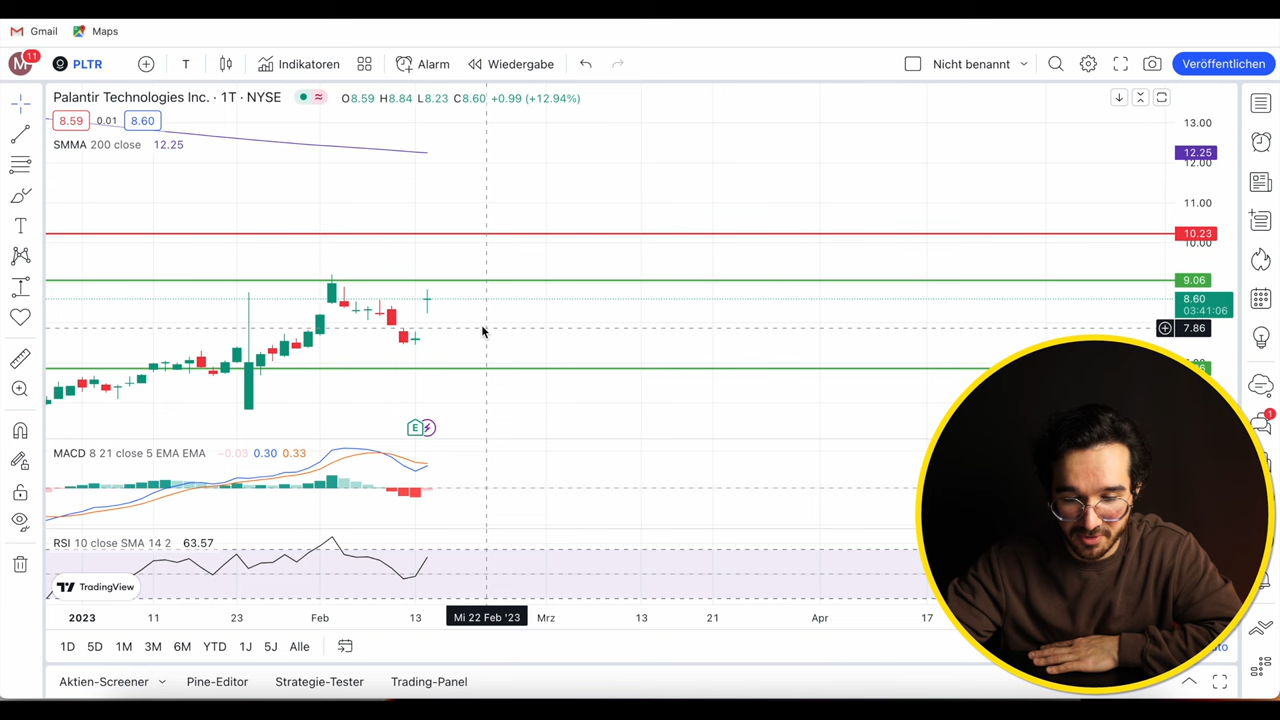 Gmail Maps
M 11 PLTR T Indikatoren Alarm Wiedergabe Nicht benannt Veröffentlichen
Palantir Technologies Inc. · 1T · NYSE O8.59 H8.84 L8.23 C8.60 +0.99 (+12.94%)
8.59 0.01 8.60
SMMA 200 close 12.25
13.00
12.25
12.00
11.00
10.23
10.00
9.06
8.60
03:41:06
7.86
E
MACD 8 21 close 5 EMA EMA −0.03 0.30 0.33
1
RSI 10 close SMA 14 2 63.57
TradingView
2023 11 23 Feb 13 Mi 22 Feb '23 Mrz 13 21 Apr 17
1D 5D 1M 3M 6M YTD 1J 5J Alle
Aktien-Screener Pine-Editor Strategie-Tester Trading-Panel